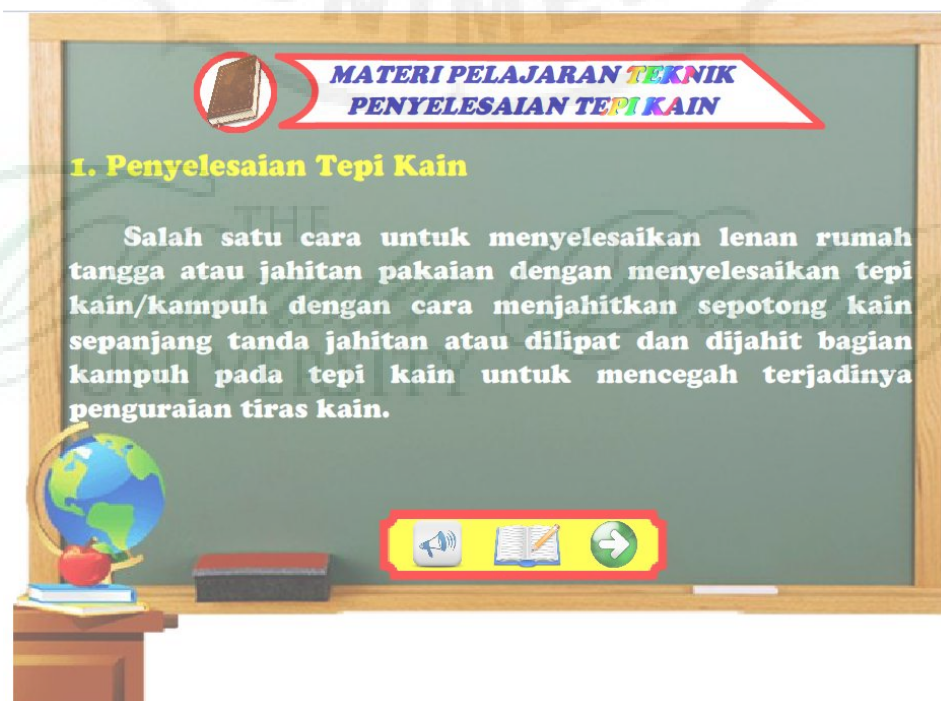 MATERI PELAJARAN TEKNIK
PENYELESAIAN TEPI KAIN
1. Penyelesaian Tepi Kain
THE
Salah satu cara untuk menyelesaikan lenan rumah
tangga atau jahitan pakaian dengan menyelesaikan tepi
kain/kampuh dengan cara menjahitkan sepotong kain
sepanjang tanda jahitan atau dilipat dan dijahit bagian
UNIVERSITY
kampuh pada tepi kain untuk mencegah terjadinya
penguraian tiras kain.